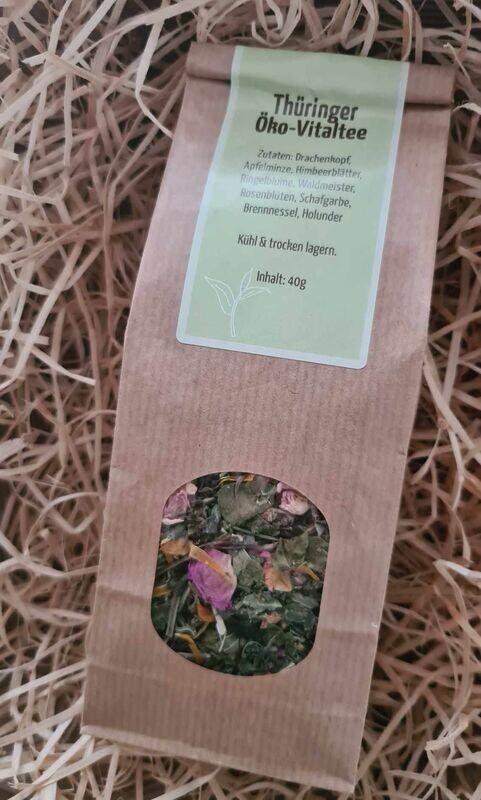 Thüringer
Öko-Vitaltee
Zutaten: Drachenkopf,
Apfelminze, Himbeerblätter,
Ringelblume, Waldmeister,
Rosenblüten, Schafgarbe,
Brennnessel, Holunder
Kühl & trocken lagern.
Inhalt: 40g